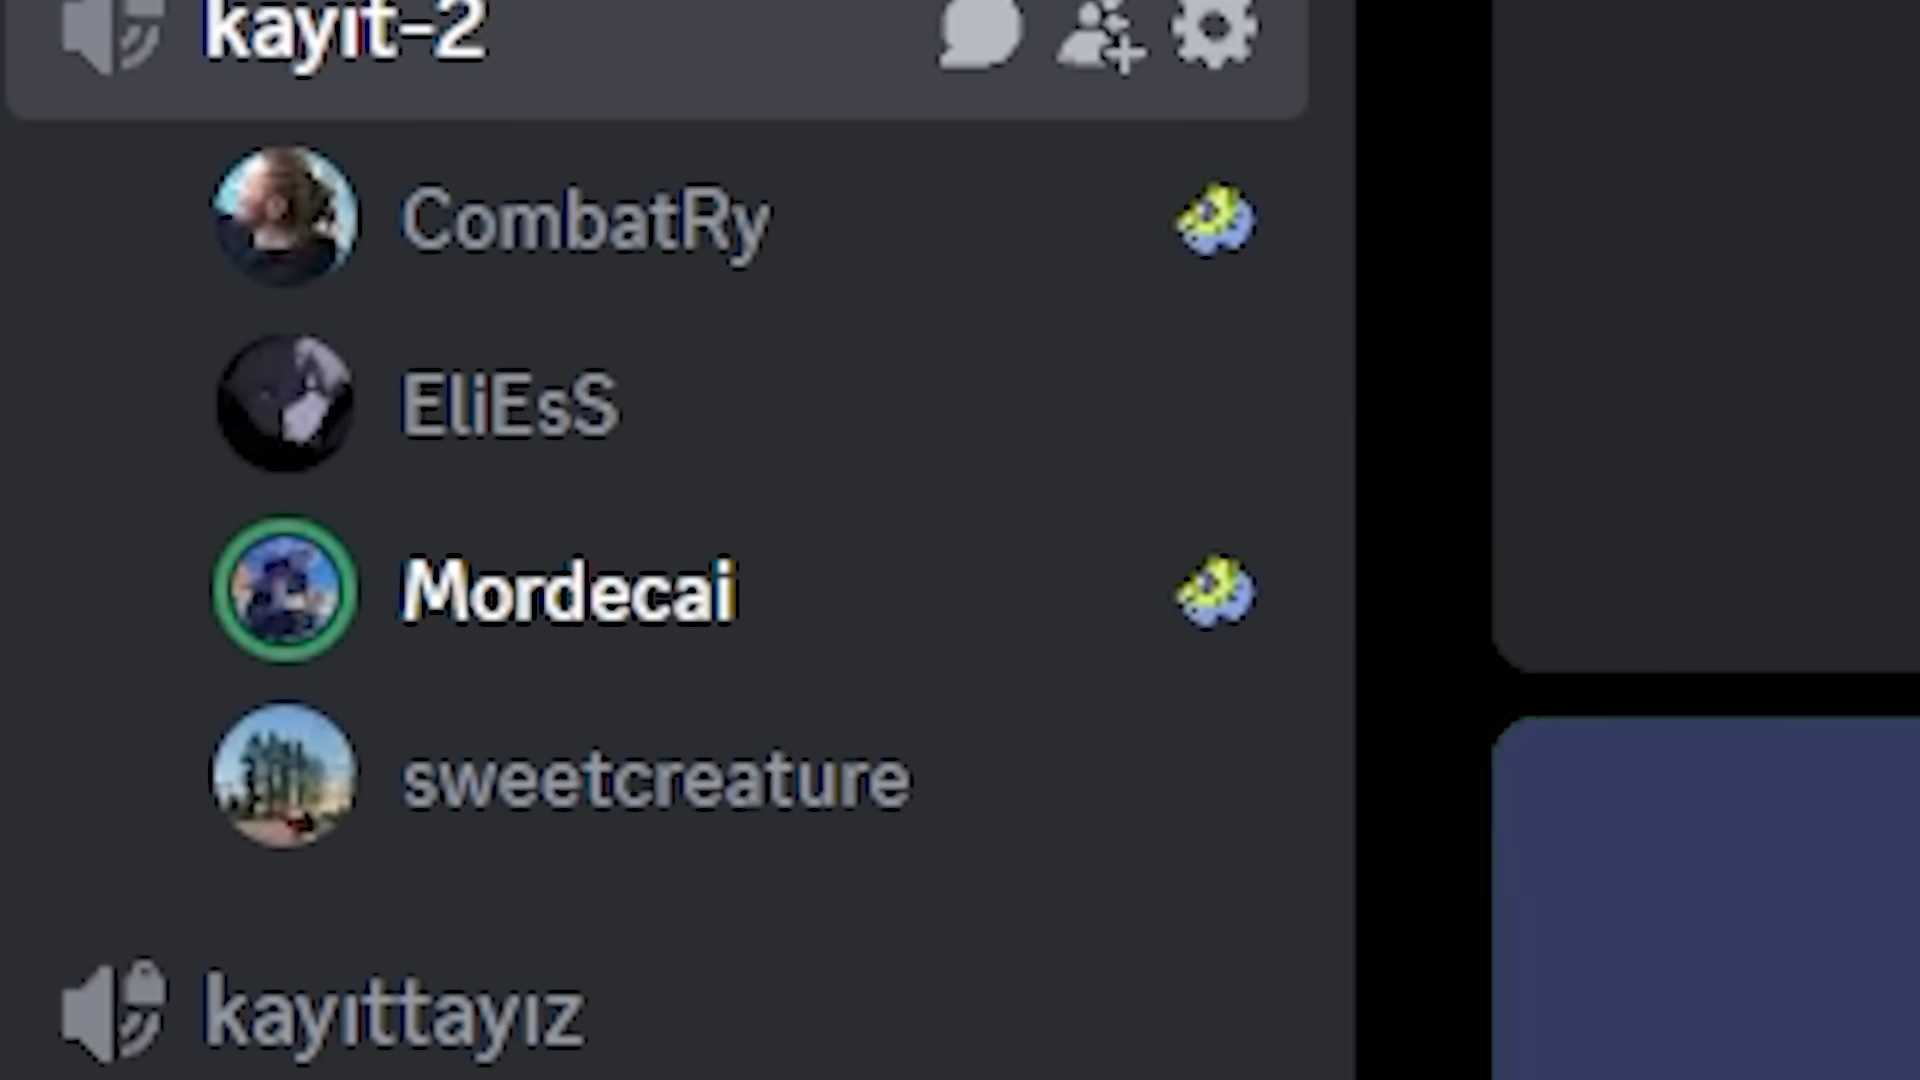 kayıt-2
CombatRy
EliEsS
Mordecai
sweetcreature
kayıttayız